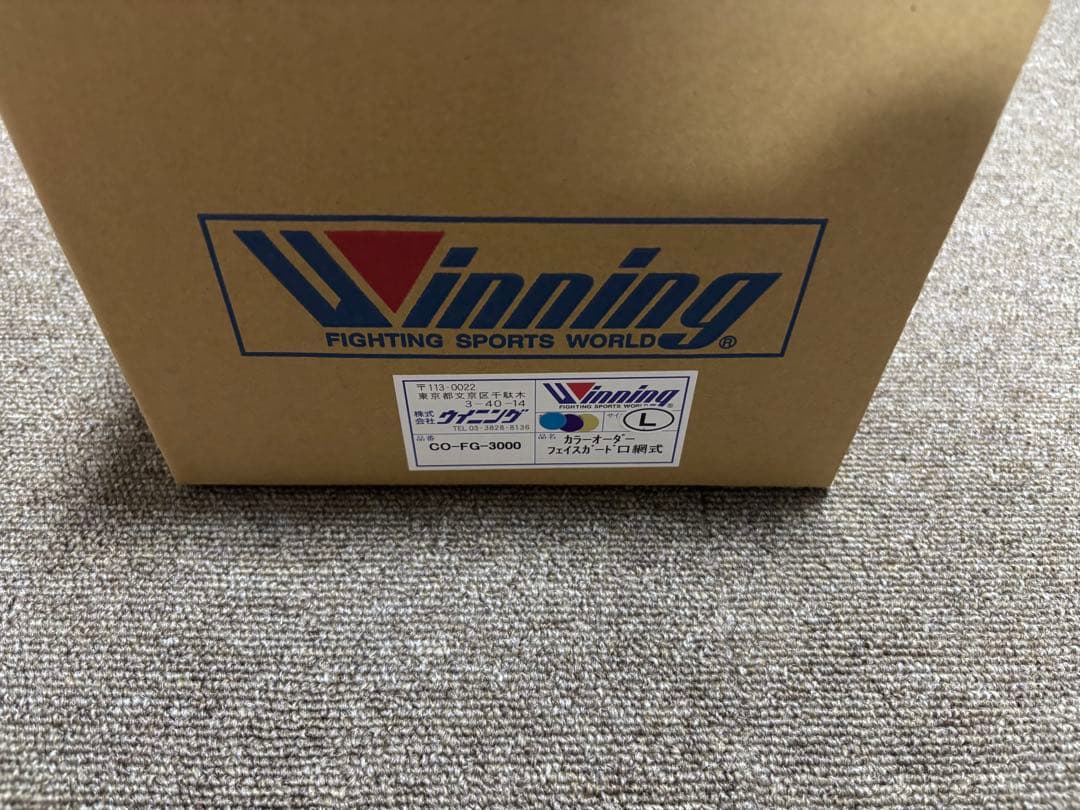 Winning
FIGHTING SPORTS WORLD ®
〒113-0022
東京都文京区千駄木
3-40-14
株式会社 ウイニング
TEL 03-3828-8136
品番
CO-FG-3000
Winning
FIGHTING SPORTS WORLD ®
サイズ L
品名 カラーオーダー
フェイスガード口網式